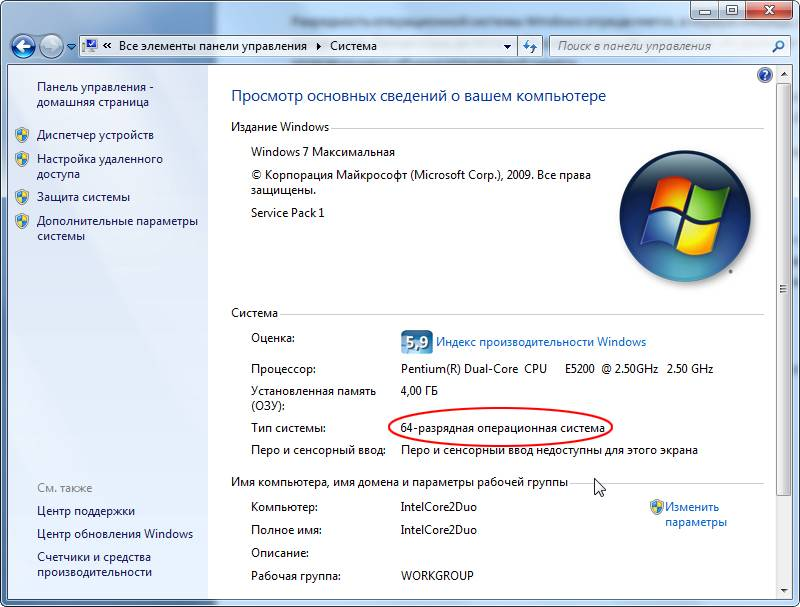 Все элементы панели управления
Система
Поиск в панели управления
Панель управления -
домашняя страница
Диспетчер устройств
Настройка удаленного
доступа
Защита системы
Дополнительные параметры
системы
См. также
Центр поддержки
Центр обновления Windows
Счетчики и средства
производительности
Просмотр основных сведений о вашем компьютере
Издание Windows
Windows 7 Максимальная
© Корпорация Майкрософт (Microsoft Corp.), 2009. Все права
защищены.
Service Pack 1
Система
Оценка: 5,9 Индекс производительности Windows
Процессор: Pentium(R) Dual-Core CPU E5200 @ 2.50GHz 2.50 GHz
Установленная память 4,00 ГБ
(ОЗУ):
Тип системы: 64-разрядная операционная система
Перо и сенсорный ввод: Перо и сенсорный ввод недоступны для этого экрана
Имя компьютера, имя домена и параметры рабочей группы
Компьютер: IntelCore2Duo Изменить
параметры
Полное имя: IntelCore2Duo
Описание:
Рабочая группа: WORKGROUP